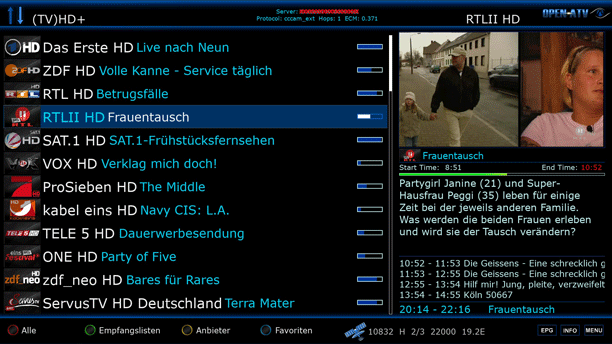 (TV)HD+
Server:
Protocol: cccam_ext Hops: 1 ECM: 0.371
RTLII HD
OPEN-ATV
Das Erste HD Live nach Neun
ZDF HD Volle Kanne - Service täglich
RTL HD Betrugsfälle
RTLII HD Frauentausch
SAT.1 HD SAT.1-Frühstücksfernsehen
VOX HD Verklag mich doch!
ProSieben HD The Middle
kabel eins HD Navy CIS: L.A.
TELE 5 HD Dauerwerbesendung
ONE HD Party of Five
zdf_neo HD Bares für Rares
ServusTV HD Deutschland Terra Mater
Frauentausch
Start Time: 8:51 End Time: 10:52
Partygirl Janine (21) und Super-
Hausfrau Peggi (35) leben für einige
Zeit bei der jeweils anderen Familie.
Was werden die beiden Frauen erleben
und wird sie der Tausch verändern?
10:52 - 11:53 Die Geissens - Eine schrecklich g
11:53 - 12:55 Die Geissens - Eine schrecklich g
12:55 - 13:54 Hilf mir! Jung, pleite, verzweifelt
13:54 - 14:55 Köln 50667
20:14 - 22:16 Frauentausch
Alle
Empfangslisten
Anbieter
Favoriten
10832 H 2/3 22000 19.2E
EPG
INFO
MENU